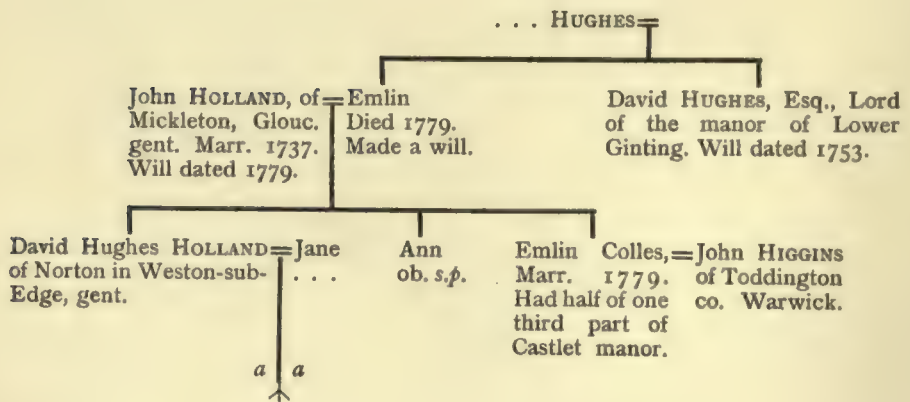 . . . HUGHES=
John HOLLAND, of
Mickleton, Glouc.
gent. Marr. 1737.
Will dated 1779.
=Emlin
Died 1779.
Made a will.
David HUGHES, Esq., Lord
of the manor of Lower
Ginting. Will dated 1753.
David Hughes HOLLAND=Jane
of Norton in Weston-sub-
Edge, gent.
. . .
Ann
ob. s.p.
Emlin Colles,=
Marr. 1779.
Had half of one
third part of
Castlet manor.
John HIGGINS
of Toddington
co. Warwick.
a a